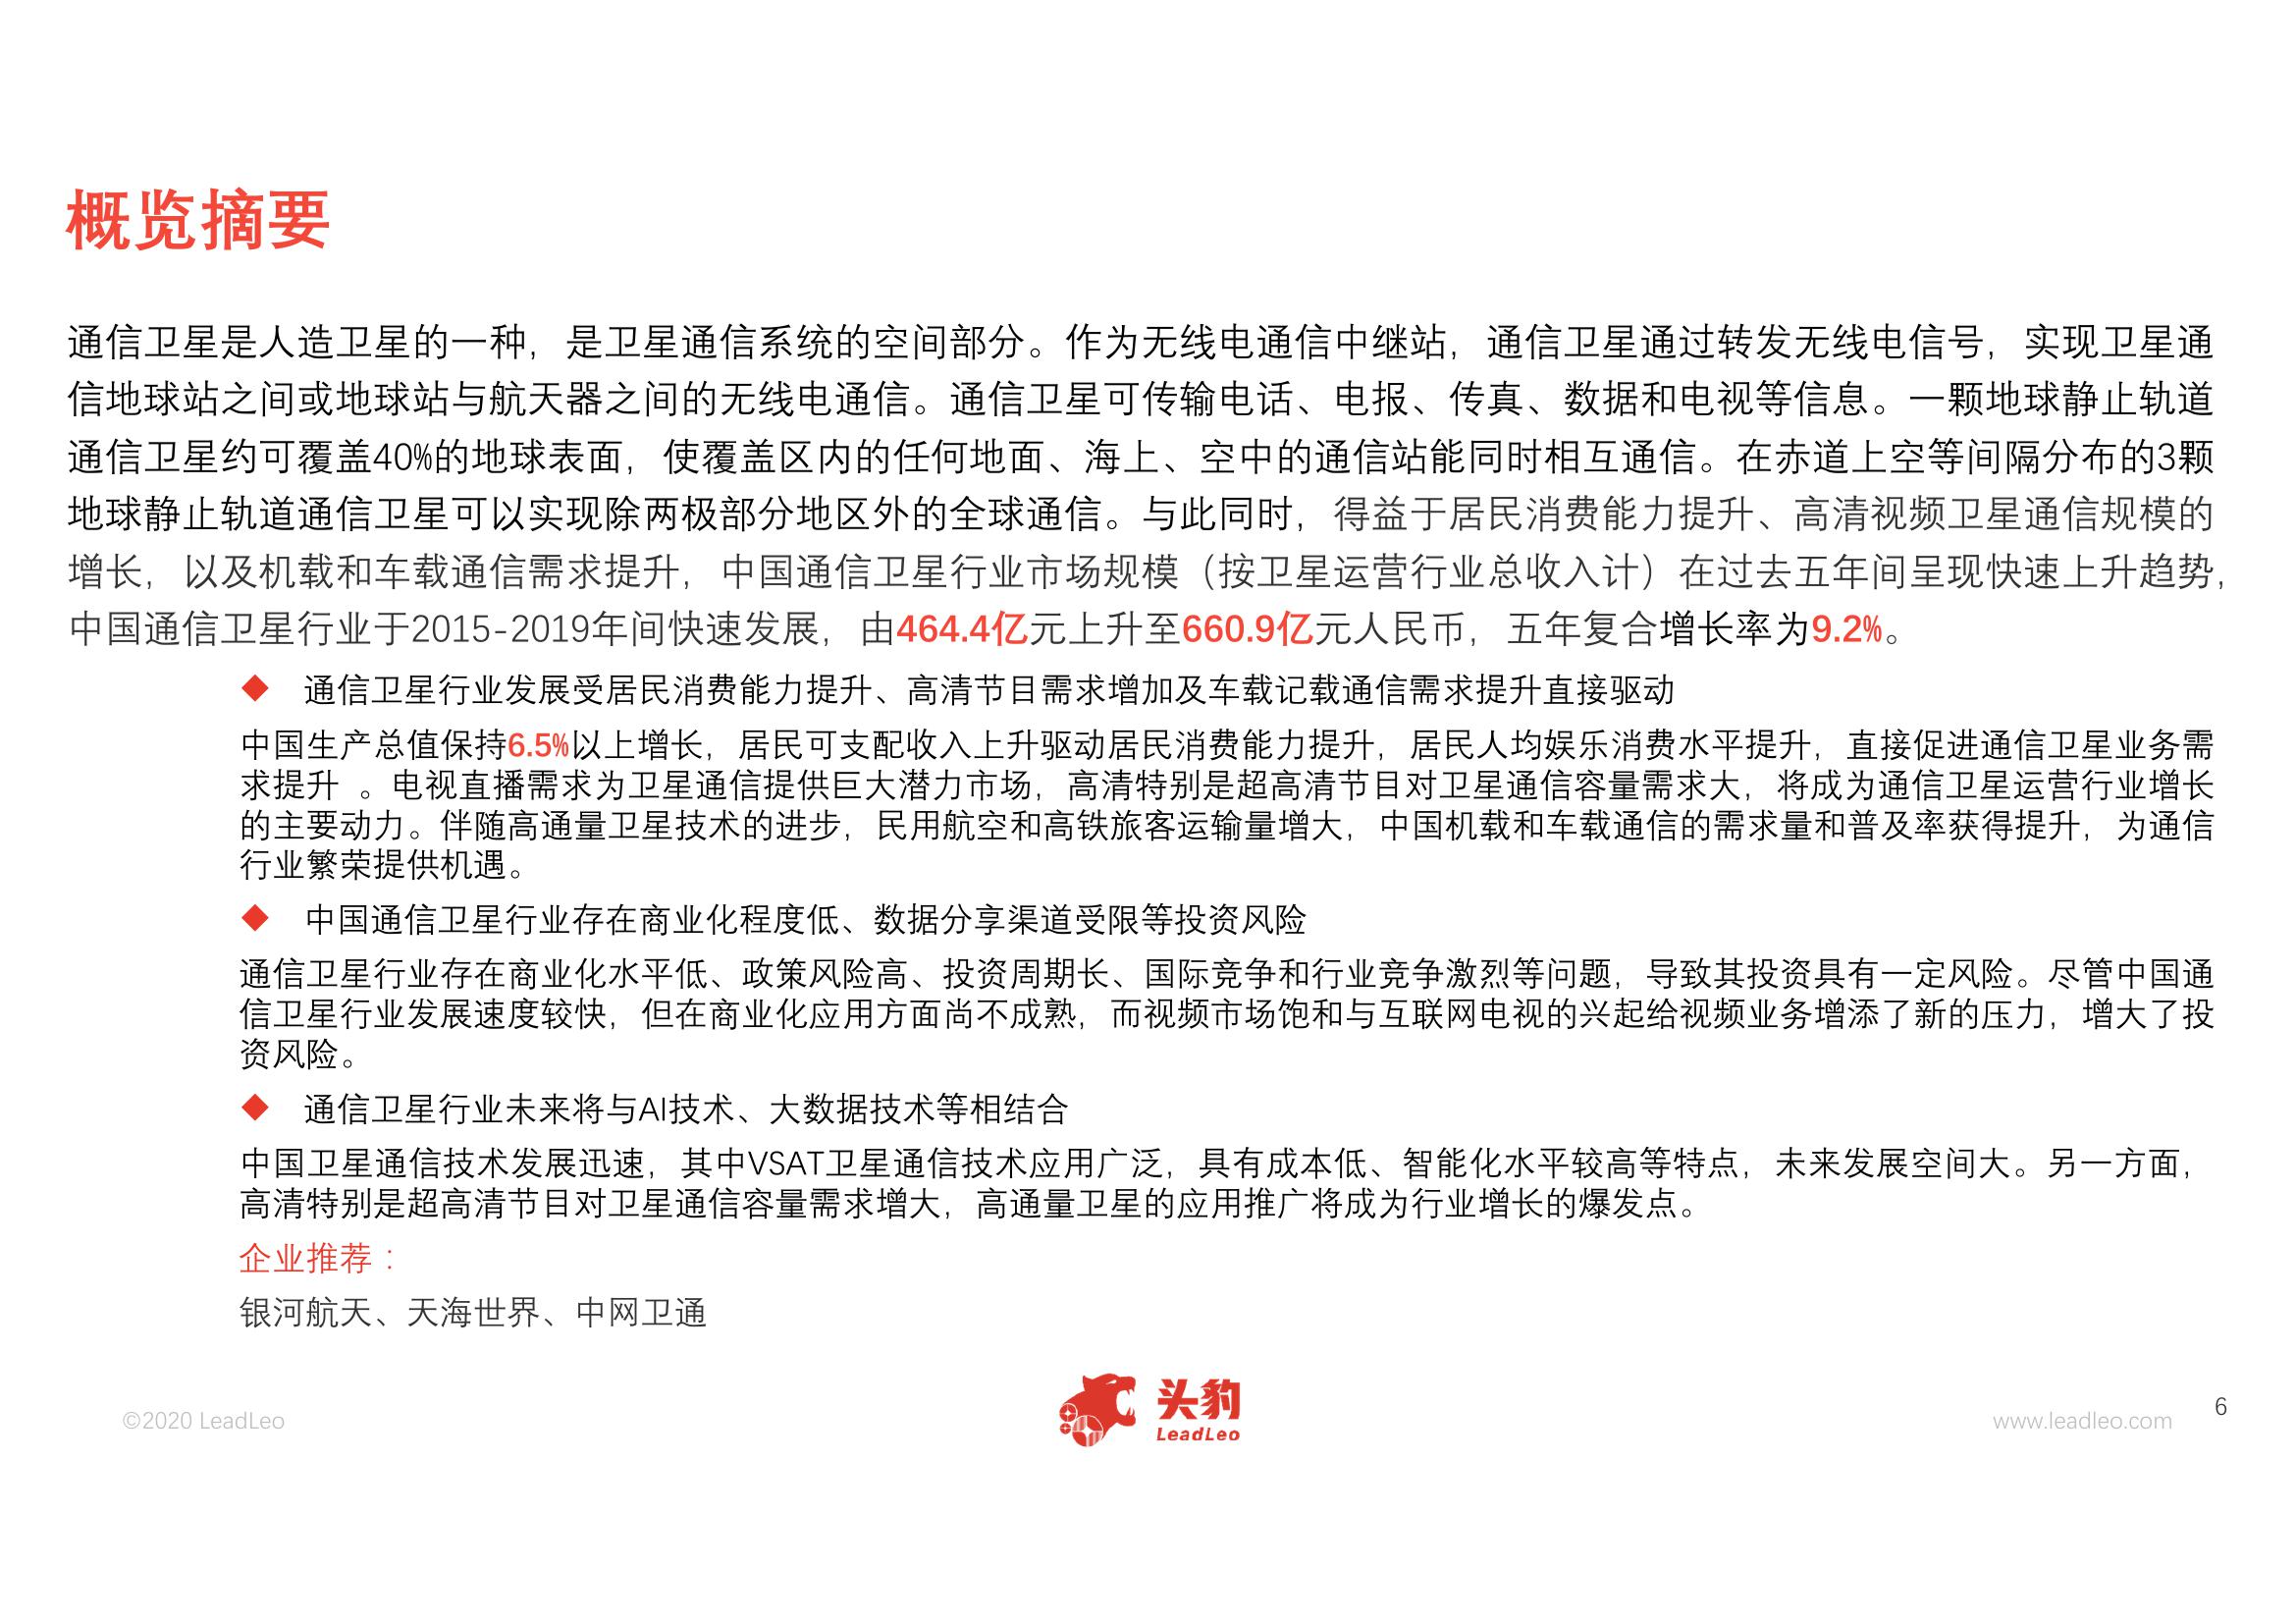 概览摘要
通信卫星是人造卫星的一种，是卫星通信系统的空间部分。作为无线电通信中继站，通信卫星通过转发无线电信号，实现卫星通
信地球站之间或地球站与航天器之间的无线电通信。通信卫星可传输电话、电报、传真、数据和电视等信息。一颗地球静止轨道
通信卫星约可覆盖40%的地球表面，使覆盖区内的任何地面、海上、空中的通信站能同时相互通信。在赤道上空等间隔分布的3颗
地球静止轨道通信卫星可以实现除两极部分地区外的全球通信。与此同时，得益于居民消费能力提升、高清视频卫星通信规模的
增长，以及机载和车载通信需求提升，中国通信卫星行业市场规模（按卫星运营行业总收入计）在过去五年间呈现快速上升趋势，
中国通信卫星行业于2015-2019年间快速发展，由464.4亿元上升至660.9亿元人民币，五年复合增长率为9.2%。
◆ 通信卫星行业发展受居民消费能力提升、高清节目需求增加及车载记载通信需求提升直接驱动
中国生产总值保持6.5%以上增长，居民可支配收入上升驱动居民消费能力提升，居民人均娱乐消费水平提升，直接促进通信卫星业务需
求提升 。电视直播需求为卫星通信提供巨大潜力市场，高清特别是超高清节目对卫星通信容量需求大，将成为通信卫星运营行业增长
的主要动力。伴随高通量卫星技术的进步，民用航空和高铁旅客运输量增大，中国机载和车载通信的需求量和普及率获得提升，为通信
行业繁荣提供机遇。
◆ 中国通信卫星行业存在商业化程度低、数据分享渠道受限等投资风险
通信卫星行业存在商业化水平低、政策风险高、投资周期长、国际竞争和行业竞争激烈等问题，导致其投资具有一定风险。尽管中国通
信卫星行业发展速度较快，但在商业化应用方面尚不成熟，而视频市场饱和与互联网电视的兴起给视频业务增添了新的压力，增大了投
资风险。
◆ 通信卫星行业未来将与AI技术、大数据技术等相结合
中国卫星通信技术发展迅速，其中VSAT卫星通信技术应用广泛，具有成本低、智能化水平较高等特点，未来发展空间大。另一方面，
高清特别是超高清节目对卫星通信容量需求增大，高通量卫星的应用推广将成为行业增长的爆发点。
企业推荐：
银河航天、天海世界、中网卫通
头豹
LeadLeo
©2020 LeadLeo
www.leadleo.com
6